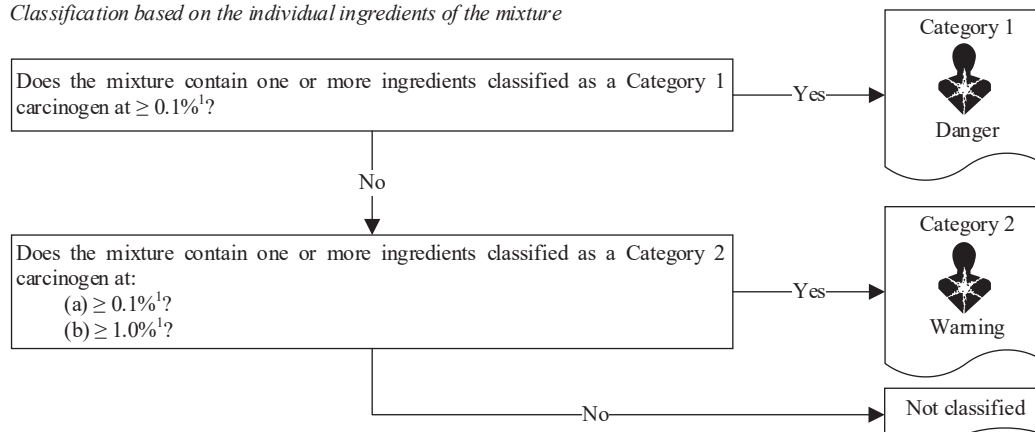 Classification based on the individual ingredients of the mixture
Does the mixture contain one or more ingredients classified as a Category 1
carcinogen at ≥ 0.1%¹?
Yes
Category 1
Danger
No
Does the mixture contain one or more ingredients classified as a Category 2
carcinogen at:
(a) ≥ 0.1%¹?
(b) ≥ 1.0%¹?
Yes
Category 2
Warning
No
Not classified